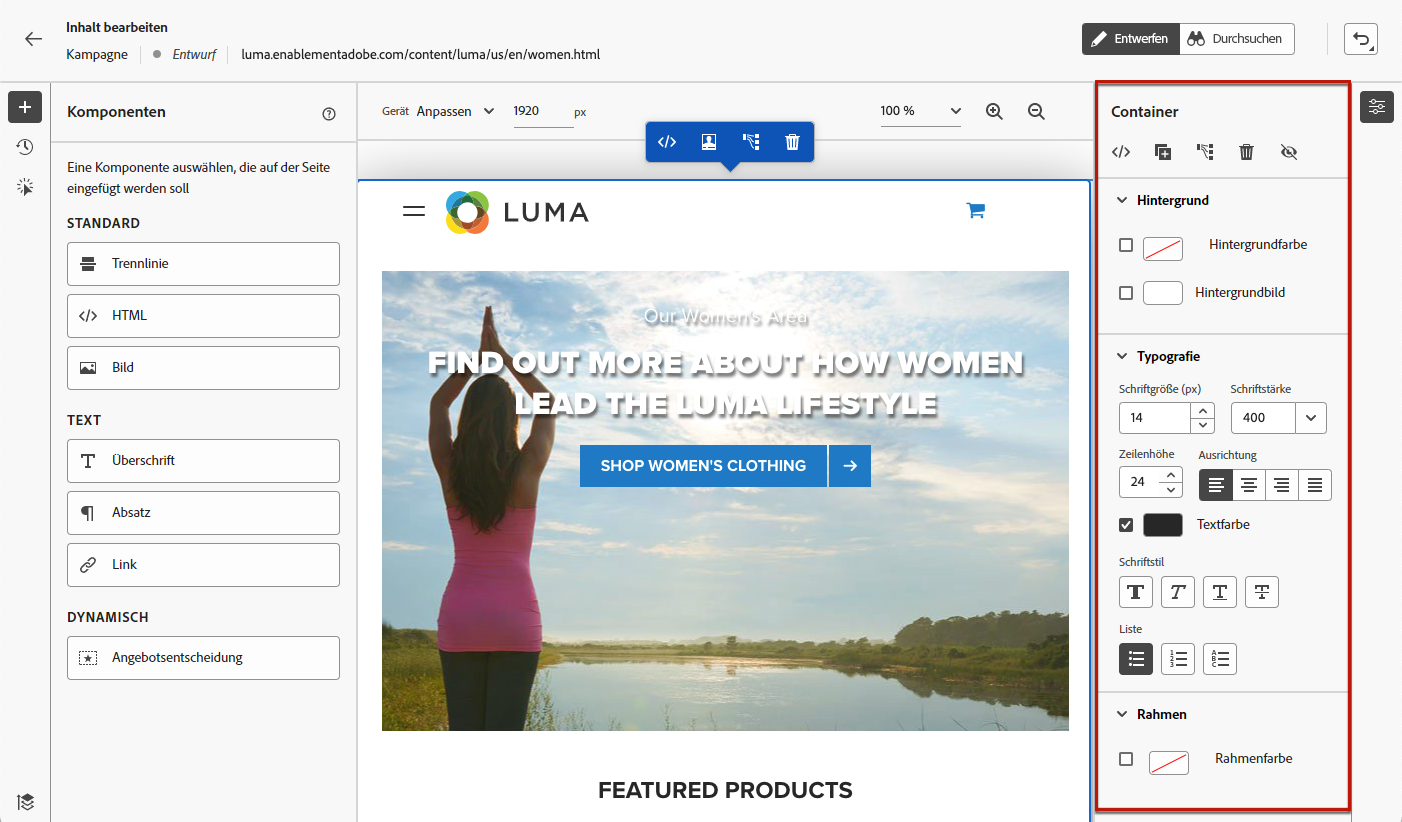 Inhalt bearbeiten
Kampagne
Entwurf
luma.enablementadobe.com/content/luma/us/en/women.html
Entwerfen
Durchsuchen
Komponenten
Eine Komponente auswählen, die auf der Seite
eingefügt werden soll
STANDARD
Trennlinie
HTML
Bild
TEXT
Überschrift
Absatz
Link
DYNAMISCH
Angebotsentscheidung
Gerät Anpassen 1920 px
100 %
LUMA
Our Women's Area
FIND OUT MORE ABOUT HOW WOMEN
LEAD THE LUMA LIFESTYLE
SHOP WOMEN'S CLOTHING
FEATURED PRODUCTS
Container
Hintergrund
Hintergrundfarbe
Hintergrundbild
Typografie
Schriftgröße (px) Schriftstärke
14 400
Zeilenhöhe Ausrichtung
24
Textfarbe
Schriftstil
Liste
Rahmen
Rahmenfarbe